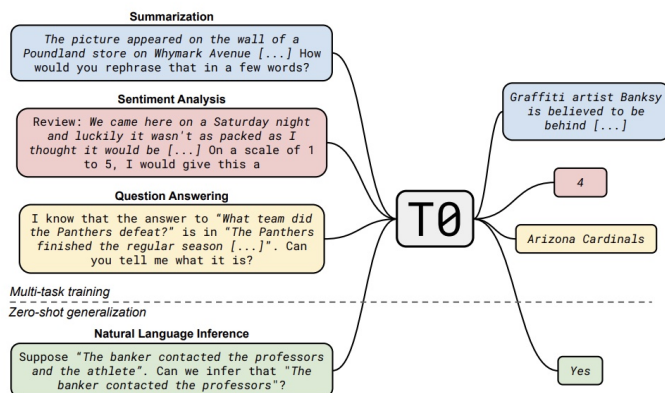 Summarization
The picture appeared on the wall of a
Poundland store on Whymark Avenue [...] How
would you rephrase that in a few words?
Sentiment Analysis
Review: We came here on a Saturday night
and luckily it wasn't as packed as I
thought it would be [...] On a scale of 1
to 5, I would give this a
Question Answering
I know that the answer to “What team did
the Panthers defeat?” is in “The Panthers
finished the regular season [...]”. Can
you tell me what it is?
Multi-task training
Zero-shot generalization
Natural Language Inference
Suppose “The banker contacted the professors
and the athlete”. Can we infer that "The
banker contacted the professors"?
T0
Graffiti artist Banksy
is believed to be
behind [...]
4
Arizona Cardinals
Yes